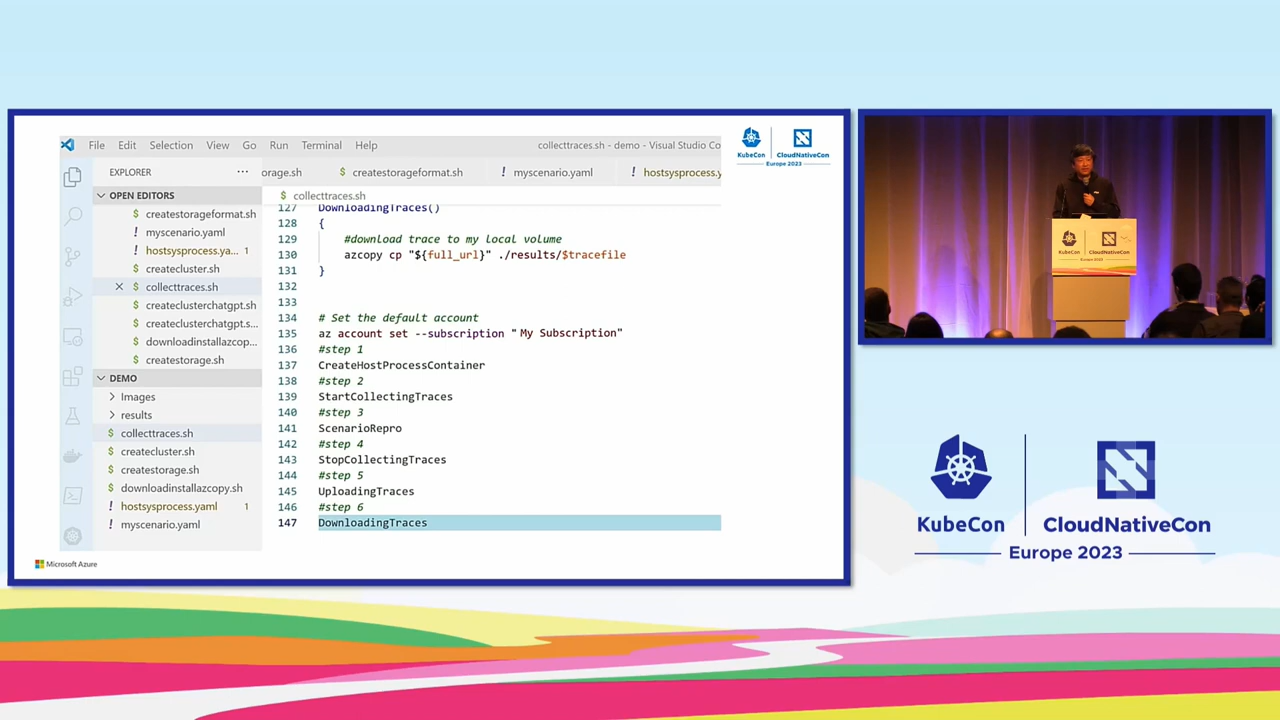 File Edit Selection View Go Run Terminal Help
collecttraces.sh - demo - Visual Studio Co
KubeCon CloudNativeCon
Europe 2023
EXPLORER ...
orage.sh
$ createstorageformat.sh
! myscenario.yaml
! hostsysprocess.y
OPEN EDITORS
$ createstorageformat.sh
! myscenario.yaml
! hostsysprocess.ya... 1
$ createcluster.sh
$ collecttraces.sh
$ createclusterchatgpt.sh
$ createclusterchatgpt.s...
$ downloadinstallazcop...
$ createstorage.sh
DEMO
Images
results
$ collecttraces.sh
$ createcluster.sh
$ createstorage.sh
$ downloadinstallazcopy.sh
! hostsysprocess.yaml 1
! myscenario.yaml
$ collecttraces.sh
127 DownloadingTraces()
128 {
129 #download trace to my local volume
130 azcopy cp "${full_url}" ./results/$tracefile
131 }
132
133
134 # Set the default account
135 az account set --subscription "My Subscription"
136 #step 1
137 CreateHostProcessContainer
138 #step 2
139 StartCollectingTraces
140 #step 3
141 ScenarioRepro
142 #step 4
143 StopCollectingTraces
144 #step 5
145 UploadingTraces
146 #step 6
147 DownloadingTraces
Microsoft Azure
KubeCon CloudNativeCon
Europe 2023
KubeCon CloudNativeCon
Europe 2023